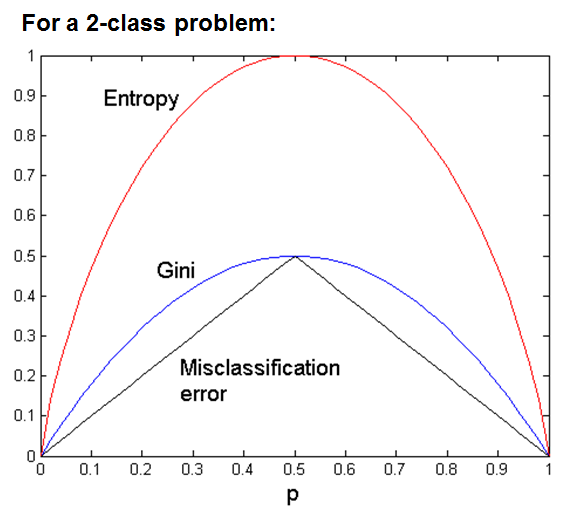 For a 2-class problem:
1
0.9
0.8
0.7
0.6
0.5
0.4
0.3
0.2
0.1
0
Entropy
Gini
Misclassification
error
0 0.1 0.2 0.3 0.4 0.5 0.6 0.7 0.8 0.9 1
p